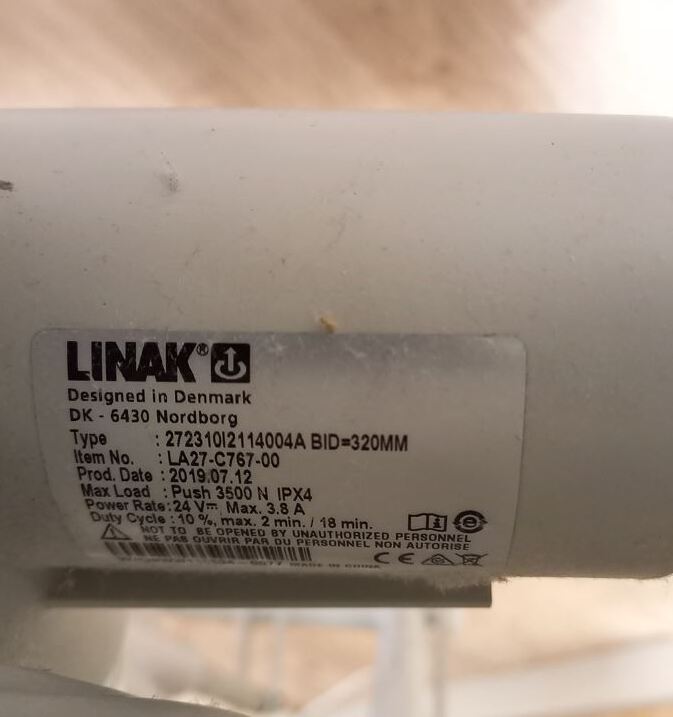 LINAK®
Designed in Denmark
DK - 6430 Nordborg
Type : 272310I2114004A BID=320MM
Item No. : LA27-C767-00
Prod. Date : 2019.07.12
Max Load : Push 3500 N IPX4
Power Rate: 24 V⎓ Max. 3.8 A
Duty Cycle : 10 %, max. 2 min. / 18 min.
NOT TO BE OPENED BY UNAUTHORIZED PERSONNEL
NE PAS OUVRIR PAR DU PERSONNEL NON AUTORISE
CE
MADE IN CHINA